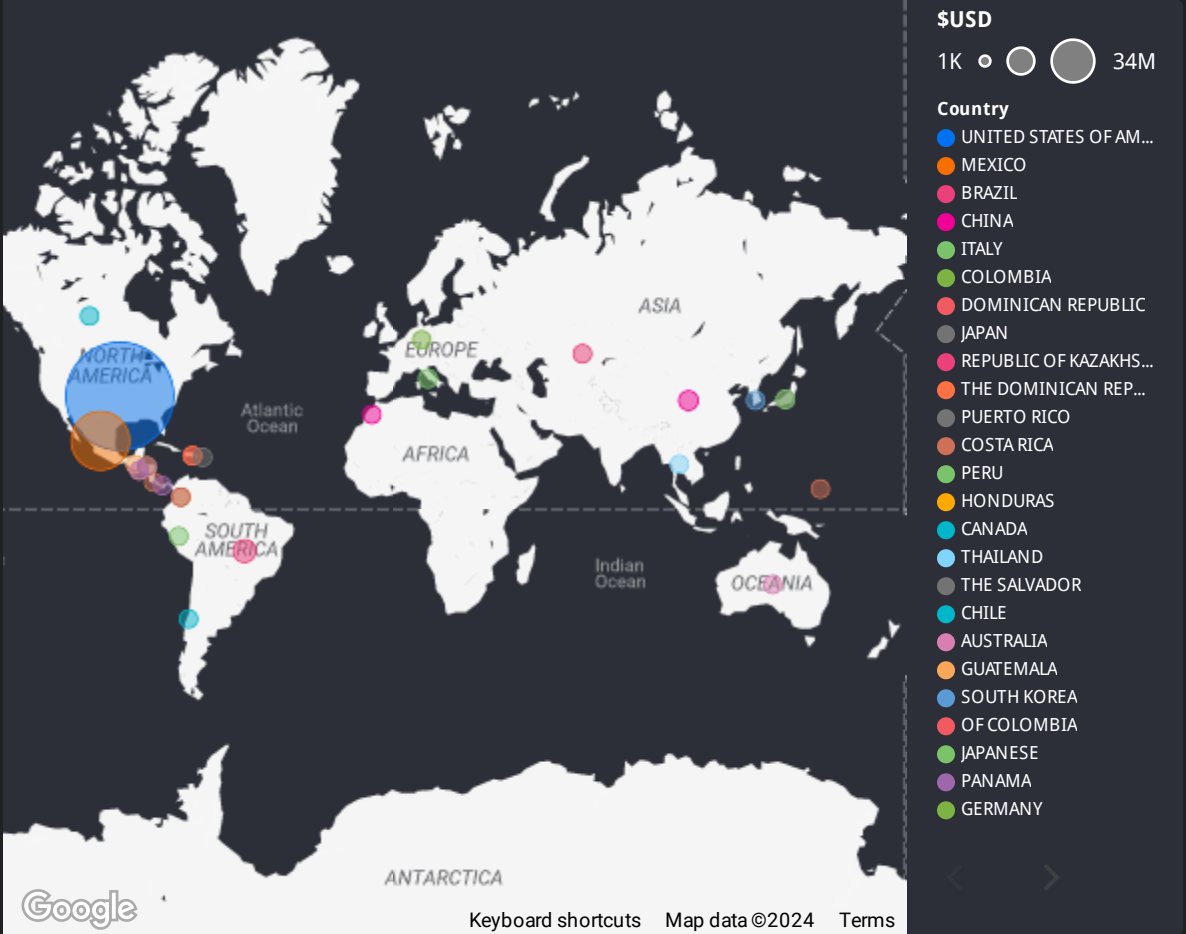 $USD
1K 34M
Country
UNITED STATES OF AM...
MEXICO
BRAZIL
CHINA
ITALY
COLOMBIA
DOMINICAN REPUBLIC
JAPAN
REPUBLIC OF KAZAKHS...
THE DOMINICAN REP...
PUERTO RICO
COSTA RICA
PERU
HONDURAS
CANADA
THAILAND
THE SALVADOR
CHILE
AUSTRALIA
GUATEMALA
SOUTH KOREA
OF COLOMBIA
JAPANESE
PANAMA
GERMANY
ASIA
NORTH
AMERICA
EUROPE
Atlantic
Ocean
AFRICA
SOUTH
AMERICA
Indian
Ocean
OCEANIA
ANTARCTICA
Google
Keyboard shortcuts Map data ©2024 Terms